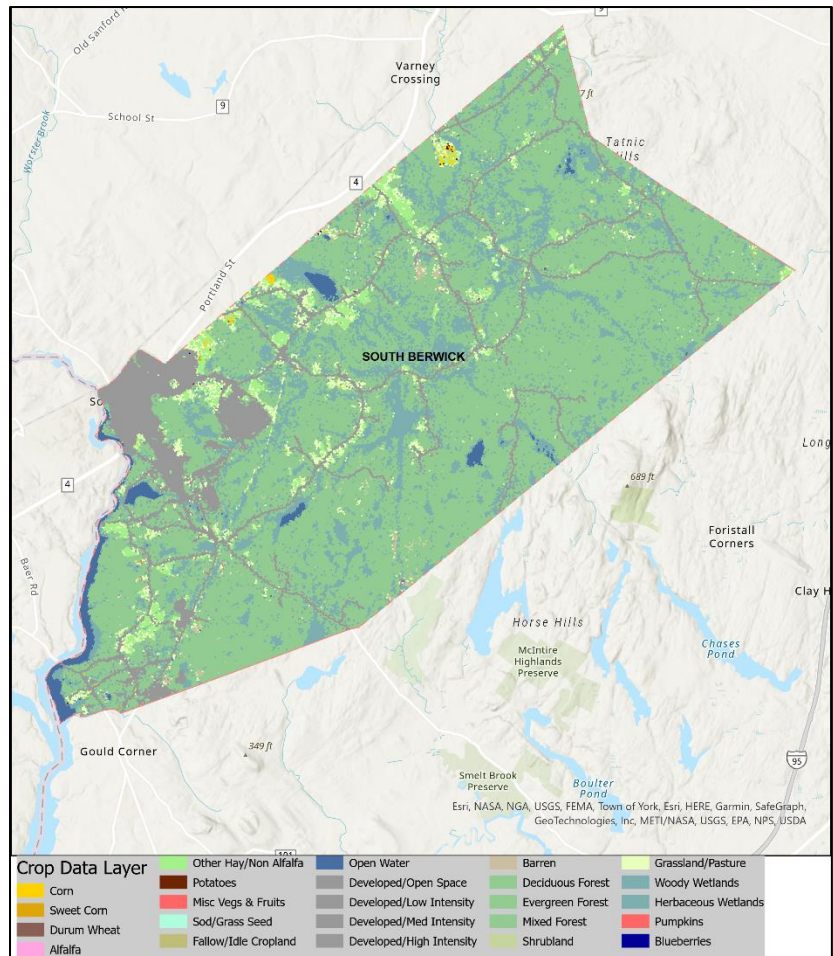 9
Old Sanford R
Varney
Crossing
9
School St
Worster Brook
7 ft
Tatnic
ills
4
Portland St
SOUTH BERWICK
So
4
689 ft
Long
Foristall
Corners
Baer Rd
Clay H
Horse Hills
McIntire
Highlands
Preserve
Chases
Pond
Gould Corner
349 ft
95
Smelt Brook
Preserve
Boulter
Pond
Esri, NASA, NGA, USGS, FEMA, Town of York, Esri, HERE, Garmin, SafeGraph,
GeoTechnologies, Inc, METI/NASA, USGS, EPA, NPS, USDA
101
Crop Data Layer
Corn
Sweet Corn
Durum Wheat
Alfalfa
Other Hay/Non Alfalfa
Potatoes
Misc Vegs & Fruits
Sod/Grass Seed
Fallow/Idle Cropland
Open Water
Developed/Open Space
Developed/Low Intensity
Developed/Med Intensity
Developed/High Intensity
Barren
Deciduous Forest
Evergreen Forest
Mixed Forest
Shrubland
Grassland/Pasture
Woody Wetlands
Herbaceous Wetlands
Pumpkins
Blueberries